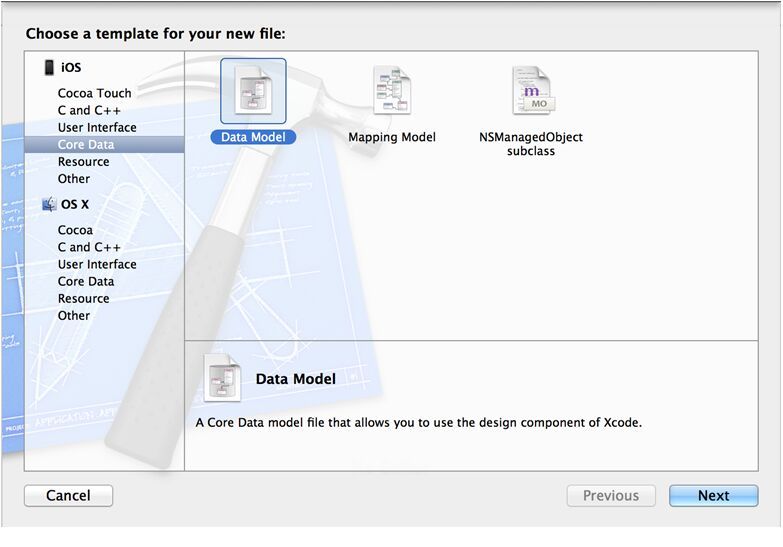 Choose a template for your new file:
iOS
Cocoa Touch
C and C++
User Interface
Core Data
Resource
Other
OS X
Cocoa
C and C++
User Interface
Core Data
Resource
Other
Data Model
Mapping Model
NSManagedObject
subclass
m
MO
Data Model
A Core Data model file that allows you to use the design component of Xcode.
PROJECT
APPLICATION
Cancel
Previous
Next